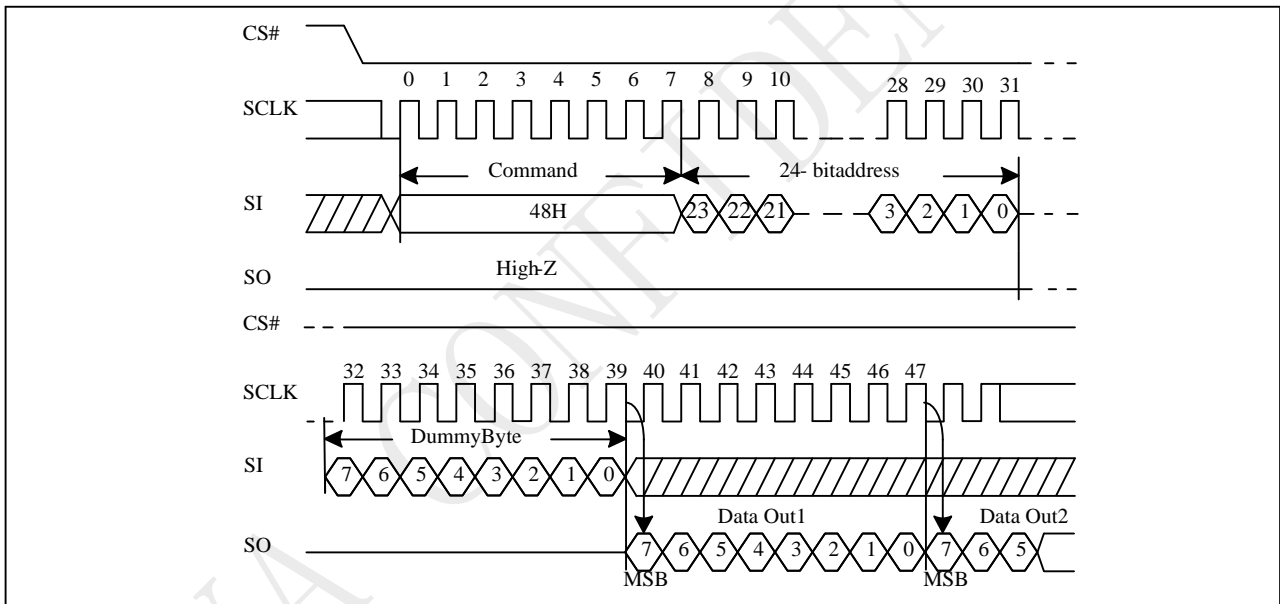 CS#
0 1 2 3 4 5 6 7 8 9 10 28 29 30 31
SCLK
Command 24- bitaddress
SI 48H 23 22 21 3 2 1 0
High-Z
SO
CS#
32 33 34 35 36 37 38 39 40 41 42 43 44 45 46 47
SCLK
DummyByte
SI 7 6 5 4 3 2 1 0
Data Out1 Data Out2
SO 7 6 5 4 3 2 1 0 7 6 5
MSB MSB